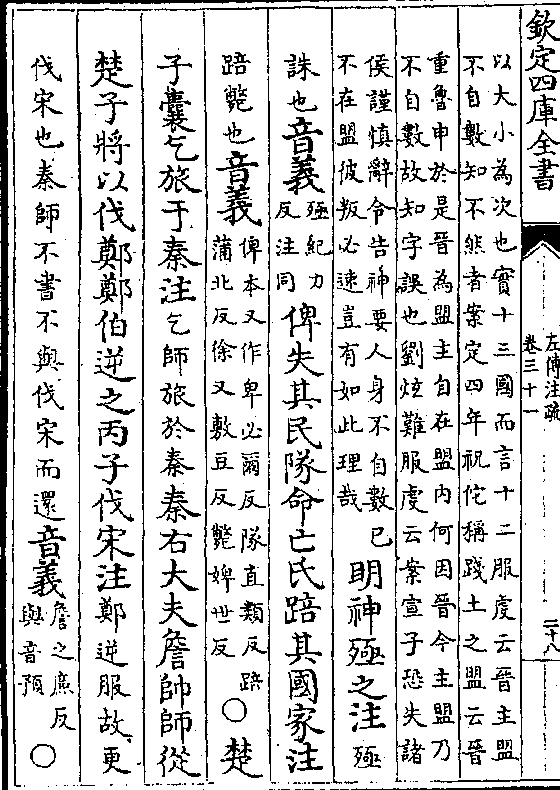 欽定四庫全書
左傳注疏
卷三十一
二十八
以大小為次也實十三國而言十二服虔云晉主盟
不自數知不然者案定四年祝佗稱踐土之盟云晉
重魯申於是晉為盟主自在盟內何因晉今主盟乃
不自數故知字誤也劉炫難服虔云案宣子恐失諸
侯謹慎辭令告神要人身不自數已
不在盟彼叛必速豈有如此理哉
明神殛之注殛
誅也音義殛紀力反注同俾失其民隊命亡氏踣其國家注
踣斃也音義俾本又作卑必爾反隊直類反踣蒲北反徐又敷豆反斃婢世反○楚
子囊乞旅于秦注乞師旅於秦秦右大夫詹帥師從
楚子將以伐鄭鄭伯逆之丙子伐宋注鄭逆服故更
伐宋也秦師不書不與伐宋而還音義詹之廉反與音預○